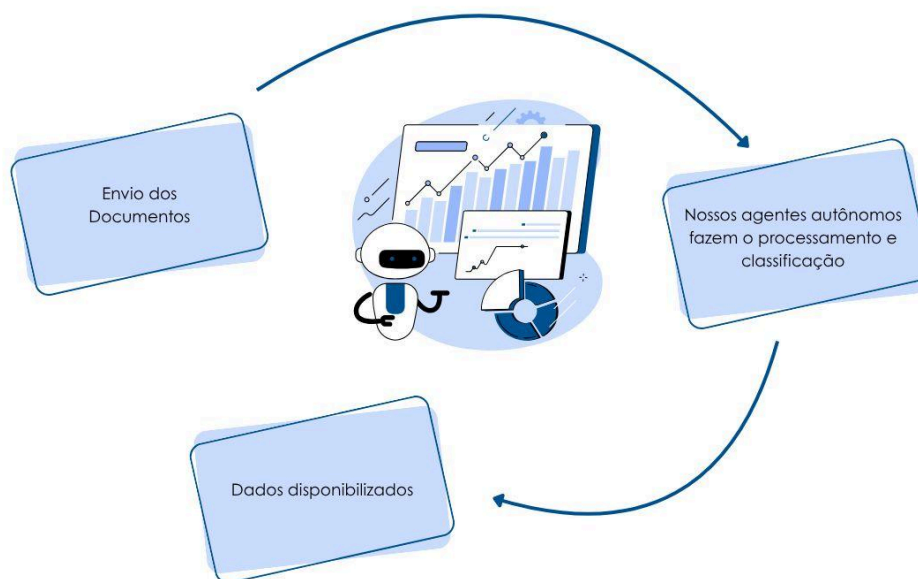 Envio dos
Documentos
Nossos agentes autônomos
fazem o processamento e
classificação
Dados disponibilizados